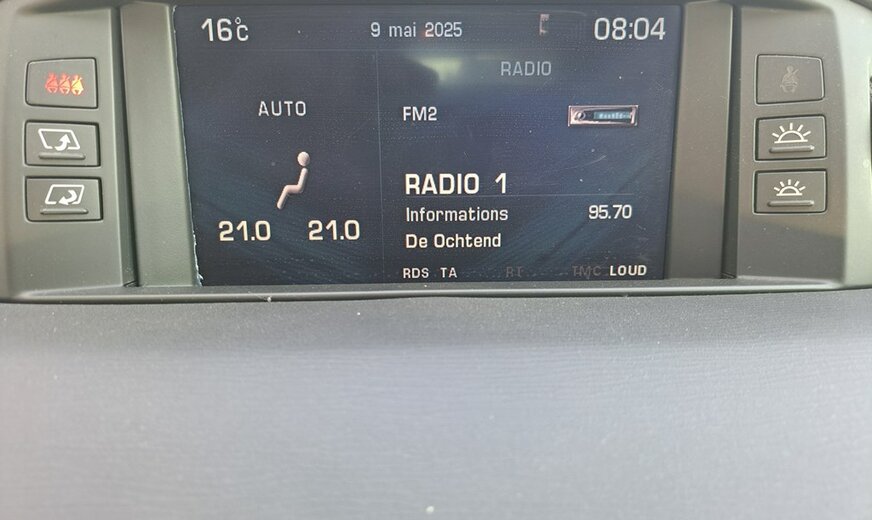 16°C 9 mai 2025 08:04
RADIO
AUTO
FM2
RADIO 1
Informations 95.70
21.0 21.0
De Ochtend
RDS TA RT TMC LOUD